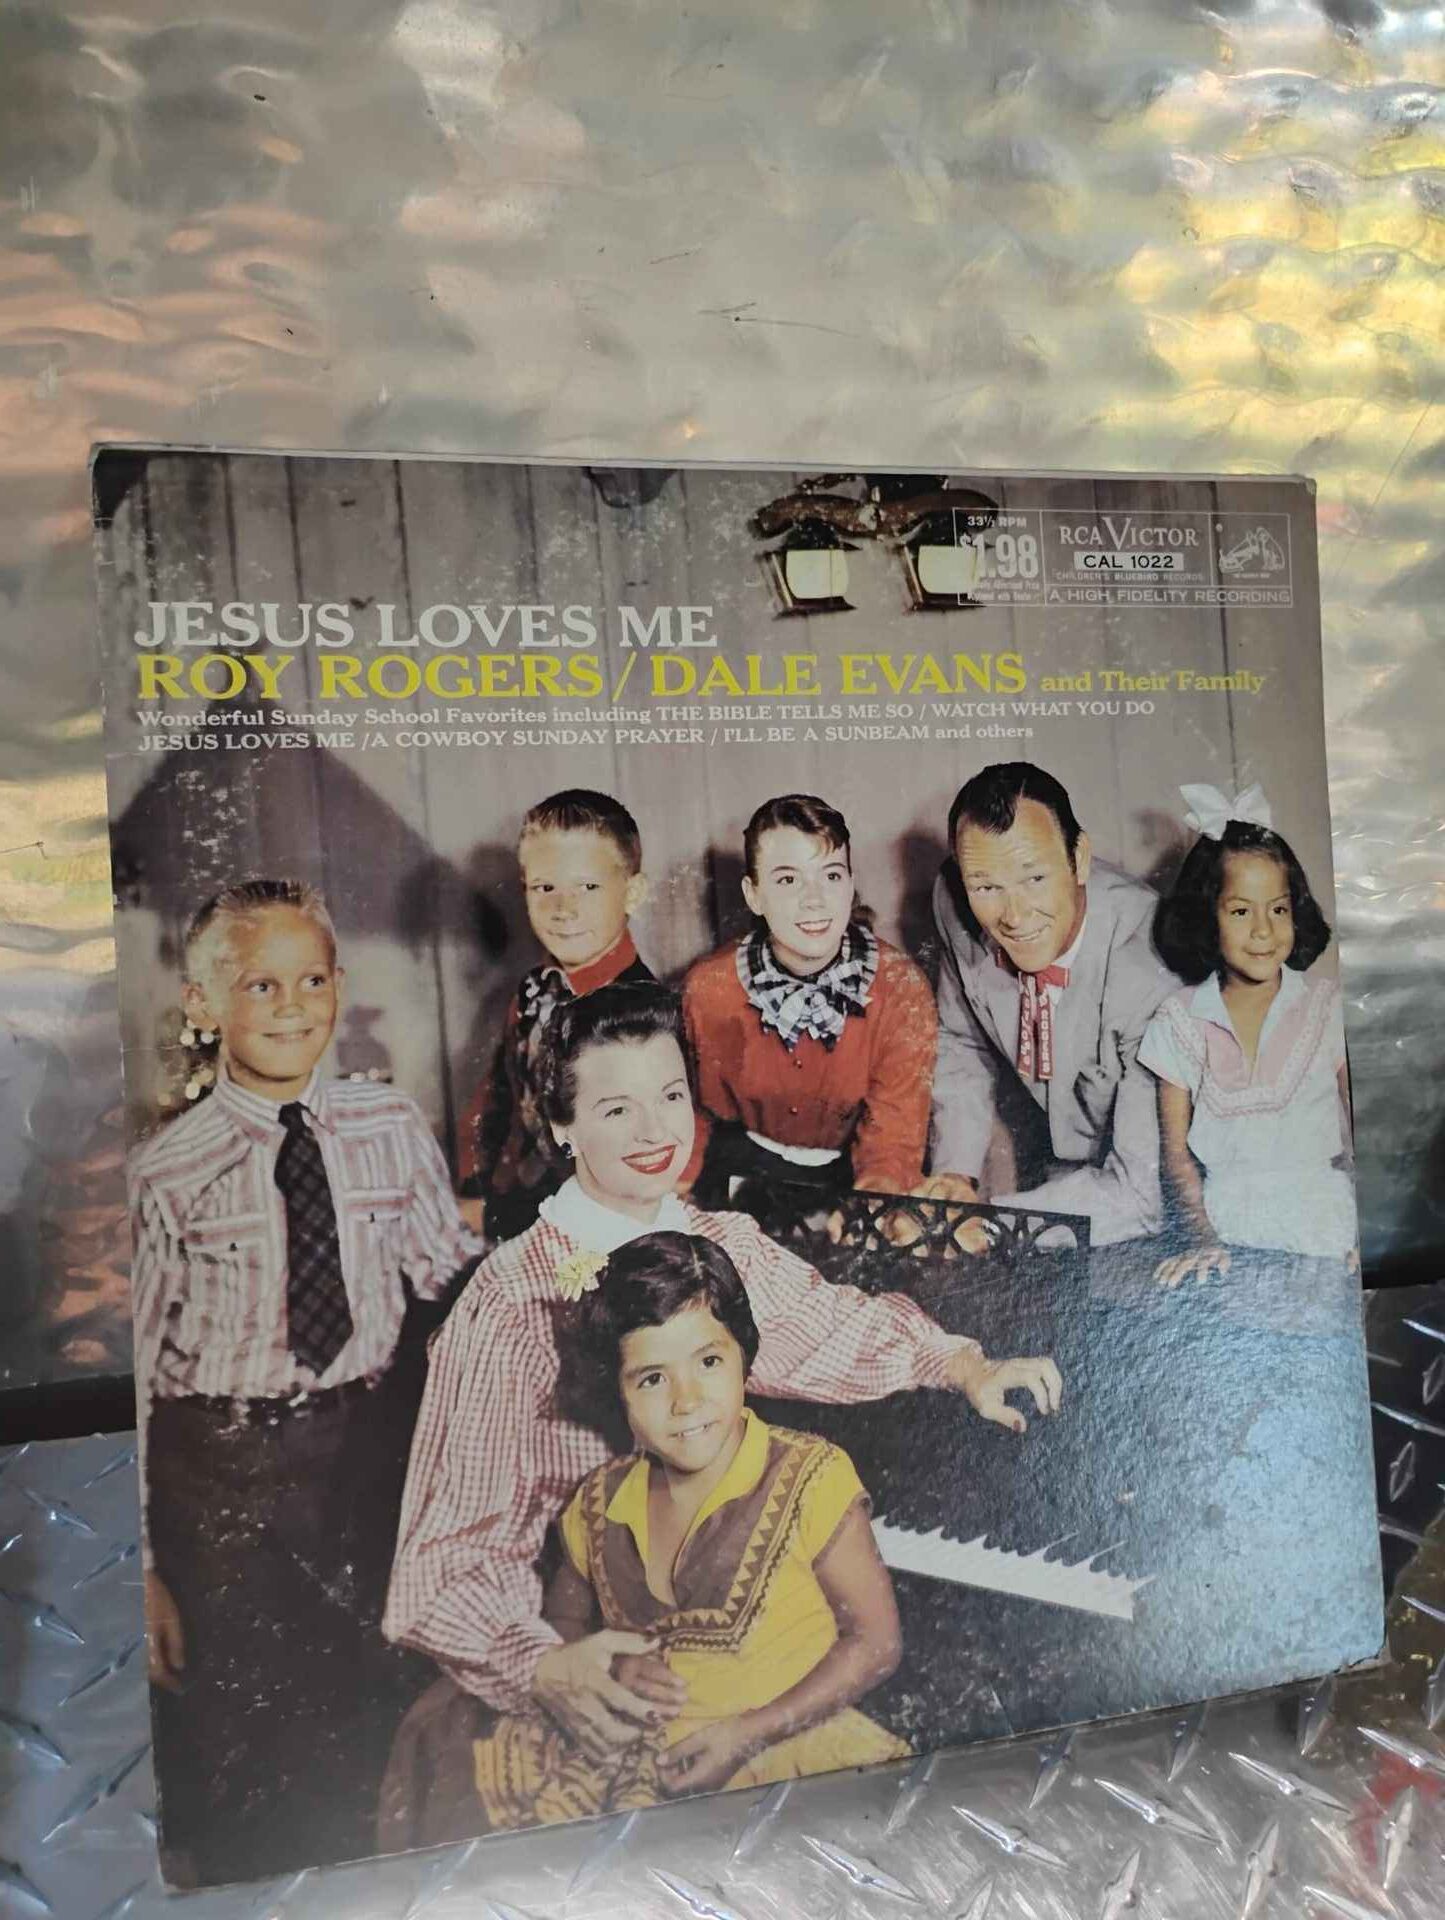 33⅓ RPM
$1.98
RCA VICTOR
CAL 1022
CHILDREN'S BLUEBIRD RECORDS
A HIGH FIDELITY RECORDING
JESUS LOVES ME
ROY ROGERS / DALE EVANS and Their Family
Wonderful Sunday School Favorites including THE BIBLE TELLS ME SO / WATCH WHAT YOU DO
JESUS LOVES ME / A COWBOY SUNDAY PRAYER / I'LL BE A SUNBEAM and others